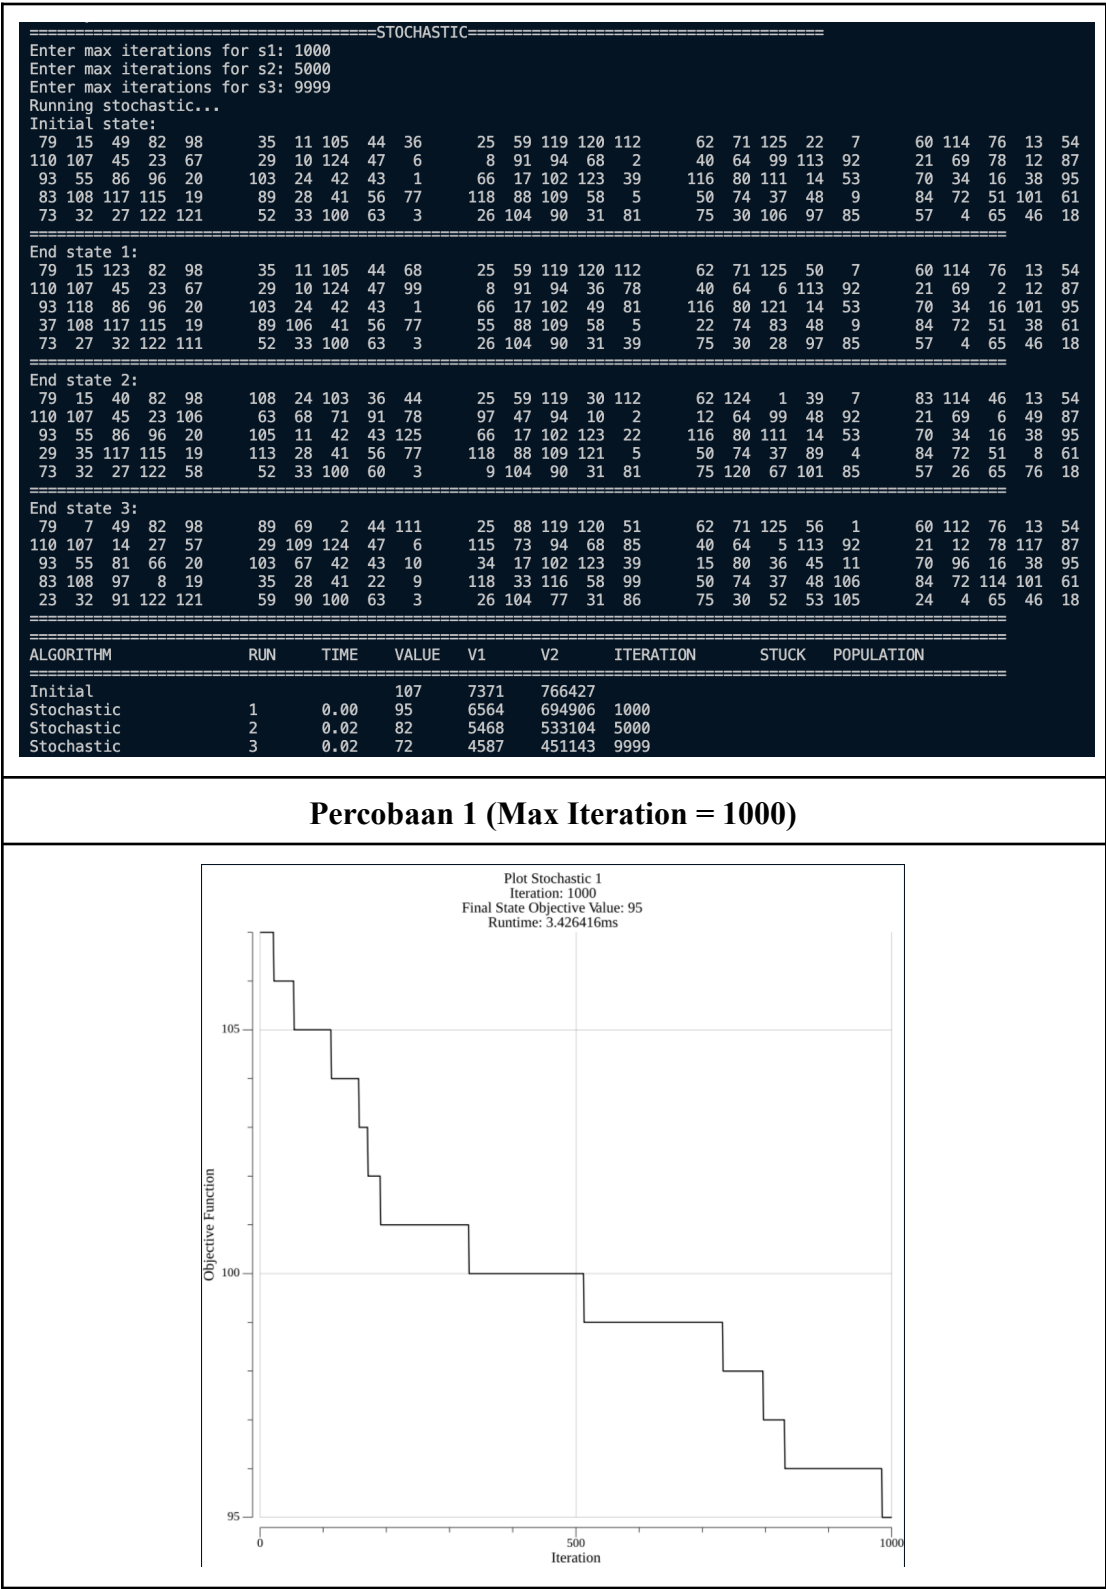 ======================================STOCHASTIC=======================================
Enter max iterations for s1: 1000
Enter max iterations for s2: 5000
Enter max iterations for s3: 9999
Running stochastic...
Initial state:
79 15 49 82 98 35 11 105 44 36 25 59 119 120 112 62 71 125 22 7 60 114 76 13 54
110 107 45 23 67 29 10 124 47 6 8 91 94 68 2 40 64 99 113 92 21 69 78 12 87
93 55 86 96 20 103 24 42 43 1 66 17 102 123 39 116 80 111 14 53 70 34 16 38 95
83 108 117 115 19 89 28 41 56 77 118 88 109 58 5 50 74 37 48 9 84 72 51 101 61
73 32 27 122 121 52 33 100 63 3 26 104 90 31 81 75 30 106 97 85 57 4 65 46 18
===========================================================================================================
End state 1:
79 15 123 82 98 35 11 105 44 68 25 59 119 120 112 62 71 125 50 7 60 114 76 13 54
110 107 45 23 67 29 10 124 47 99 8 91 94 36 78 40 64 6 113 92 21 69 2 12 87
93 118 86 96 20 103 24 42 43 1 66 17 102 49 81 116 80 121 14 53 70 34 16 101 95
37 108 117 115 19 89 106 41 56 77 55 88 109 58 5 22 74 83 48 9 84 72 51 38 61
73 27 32 122 111 52 33 100 63 3 26 104 90 31 39 75 30 28 97 85 57 4 65 46 18
===========================================================================================================
End state 2:
79 15 40 82 98 108 24 103 36 44 25 59 119 30 112 62 124 1 39 7 83 114 46 13 54
110 107 45 23 106 63 68 71 91 78 97 47 94 10 2 12 64 99 48 92 21 69 6 49 87
93 55 86 96 20 105 11 42 43 125 66 17 102 123 22 116 80 111 14 53 70 34 16 38 95
29 35 117 115 19 113 28 41 56 77 118 88 109 121 5 50 74 37 89 4 84 72 51 8 61
73 32 27 122 58 52 33 100 60 3 9 104 90 31 81 75 120 67 101 85 57 26 65 76 18
===========================================================================================================
End state 3:
79 7 49 82 98 89 69 2 44 111 25 88 119 120 51 62 71 125 56 1 60 112 76 13 54
110 107 14 27 57 29 109 124 47 6 115 73 94 68 85 40 64 5 113 92 21 12 78 117 87
93 55 81 66 20 103 67 42 43 10 34 17 102 123 39 15 80 36 45 11 70 96 16 38 95
83 108 97 8 19 35 28 41 22 9 118 33 116 58 99 50 74 37 48 106 84 72 114 101 61
23 32 91 122 121 59 90 100 63 3 26 104 77 31 86 75 30 52 53 105 24 4 65 46 18
===========================================================================================================
===========================================================================================================
ALGORITHM RUN TIME VALUE V1 V2 ITERATION STUCK POPULATION
===========================================================================================================
Initial 107 7371 766427
Stochastic 1 0.00 95 6564 694906 1000
Stochastic 2 0.02 82 5468 533104 5000
Stochastic 3 0.02 72 4587 451143 9999
Percobaan 1 (Max Iteration = 1000)
Plot Stochastic 1
Iteration: 1000
Final State Objective Value: 95
Runtime: 3.426416ms
105
100
95
Objective Function
0 500 1000
Iteration